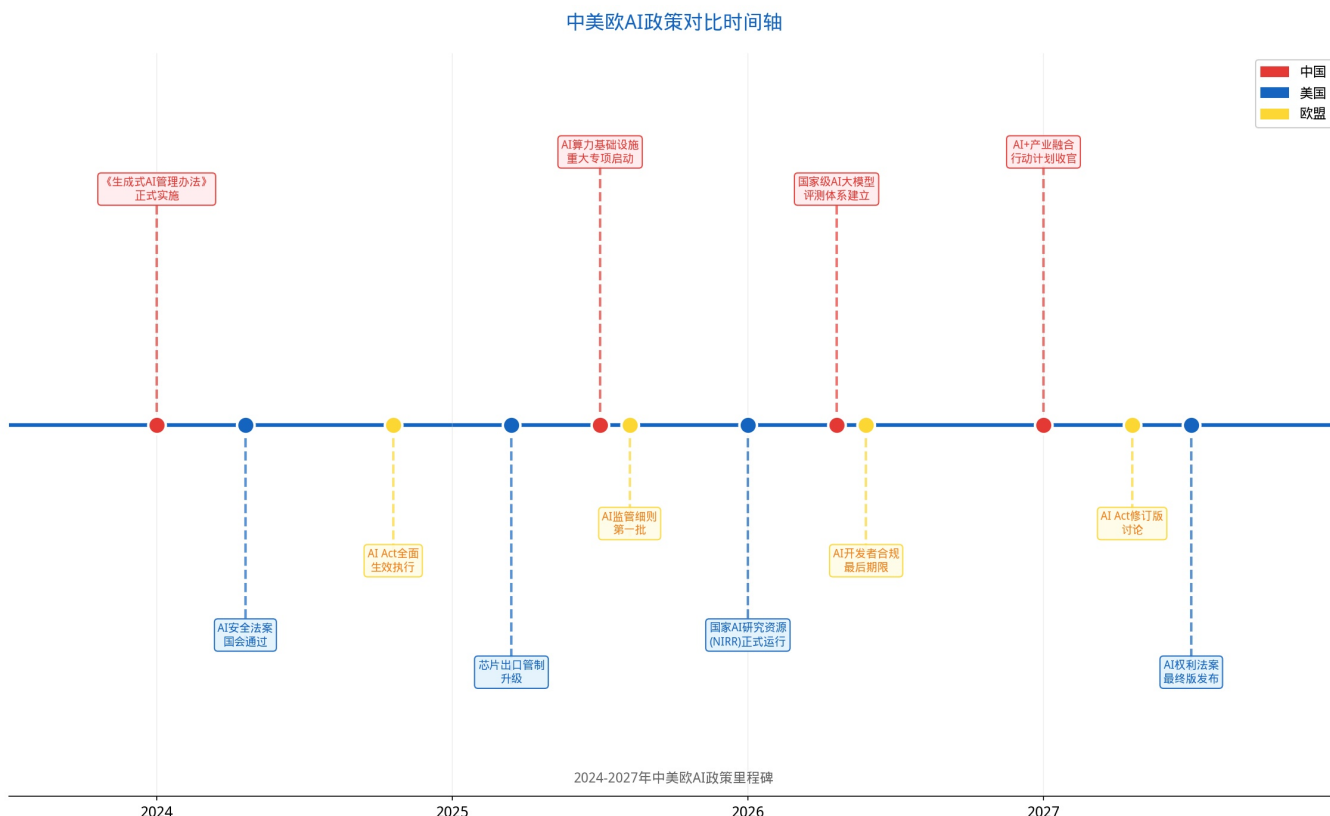 中美欧AI政策对比时间轴
中国
美国
欧盟
AI算力基础设施
重大专项启动
AI+产业融合
行动计划收官
《生成式AI管理办法》
正式实施
国家级AI大模型
评测体系建立
AI监管细则
第一批
AI Act修订版
讨论
AI Act全面
生效执行
AI开发者合规
最后期限
AI安全法案
国会通过
国家AI研究资源
(NIRR)正式运行
芯片出口管制
升级
AI权利法案
最终版发布
2024-2027年中美欧AI政策里程碑
2024
2025
2026
2027